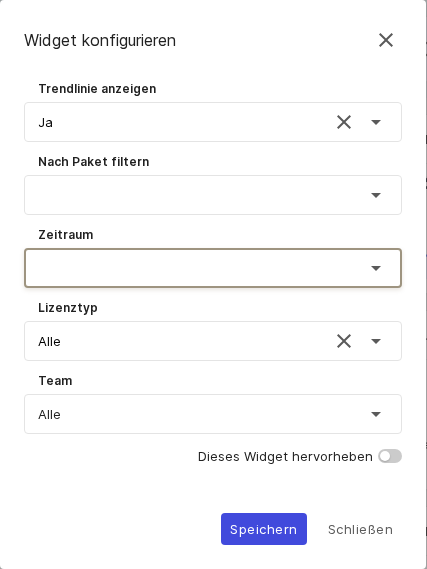 Widget konfigurieren
Trendlinie anzeigen
Ja
Nach Paket filtern
Zeitraum
Lizenztyp
Alle
Team
Alle
Dieses Widget hervorheben
Speichern Schließen